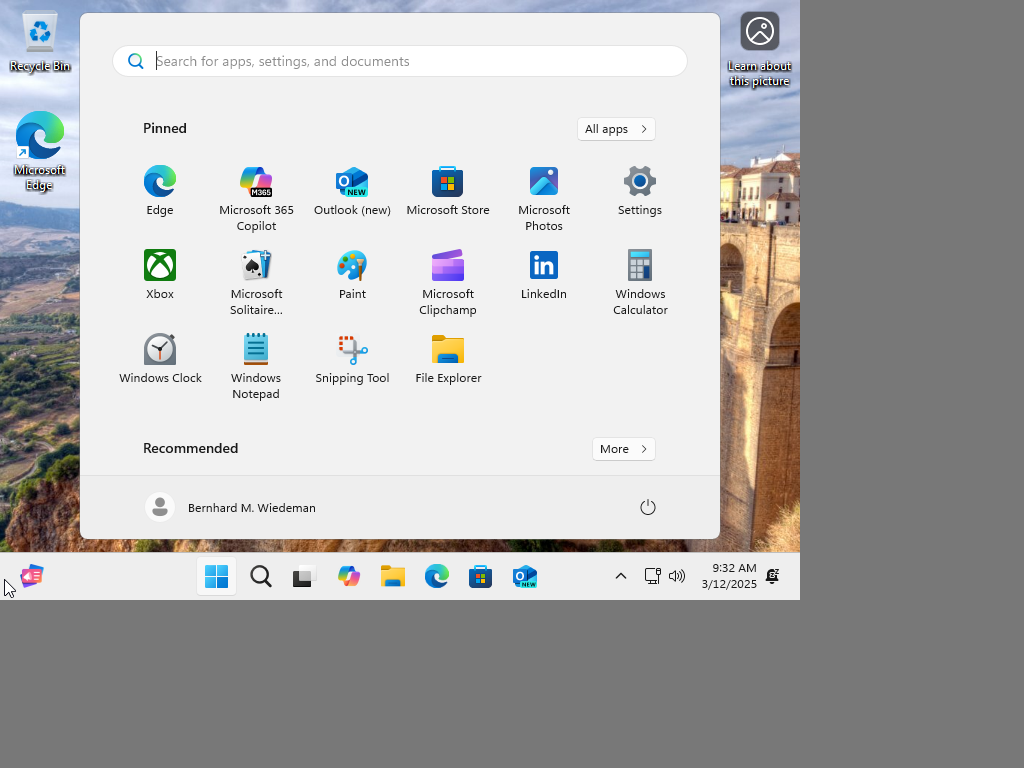 Recycle Bin
Microsoft
Edge
Learn about
this picture
Search for apps, settings, and documents
Pinned
All apps
Edge
M365
Microsoft 365
Copilot
NEW
Outlook (new)
Microsoft Store
Microsoft
Photos
Settings
Xbox
Microsoft
Solitaire...
Paint
Microsoft
Clipchamp
in
LinkedIn
Windows
Calculator
Windows Clock
Windows
Notepad
Snipping Tool
File Explorer
Recommended
More
Bernhard M. Wiedeman
NEW
9:32 AM
3/12/2025